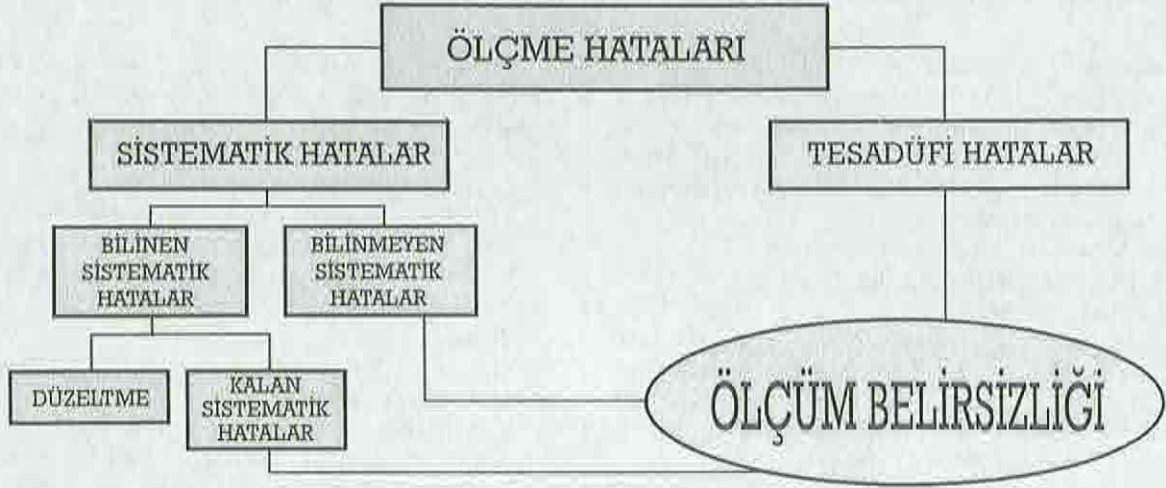 ÖLÇME HATALARI
SİSTEMATİK HATALAR
TESADÜFİ HATALAR
BİLİNEN
SİSTEMATİK
HATALAR
BİLİNMEYEN
SİSTEMATİK
HATALAR
DÜZELTME
KALAN
SİSTEMATİK
HATALAR
ÖLÇÜM BELİRSİZLİĞİ